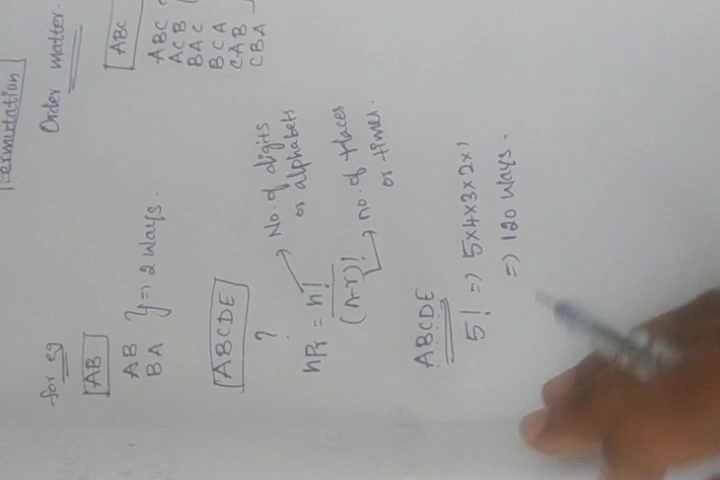 Permutation
Order matter.
for eg
AB
AB
BA
} => 2 Ways.
ABC
ABC
ACB
BAC
BCA
CAB
CBA
ABCDE
?
nPr = n! → No. of digits or alphabets
(n-r)! → no. of places or times.
ABCDE
5! => 5x4x3x2x1
=> 120 Ways.